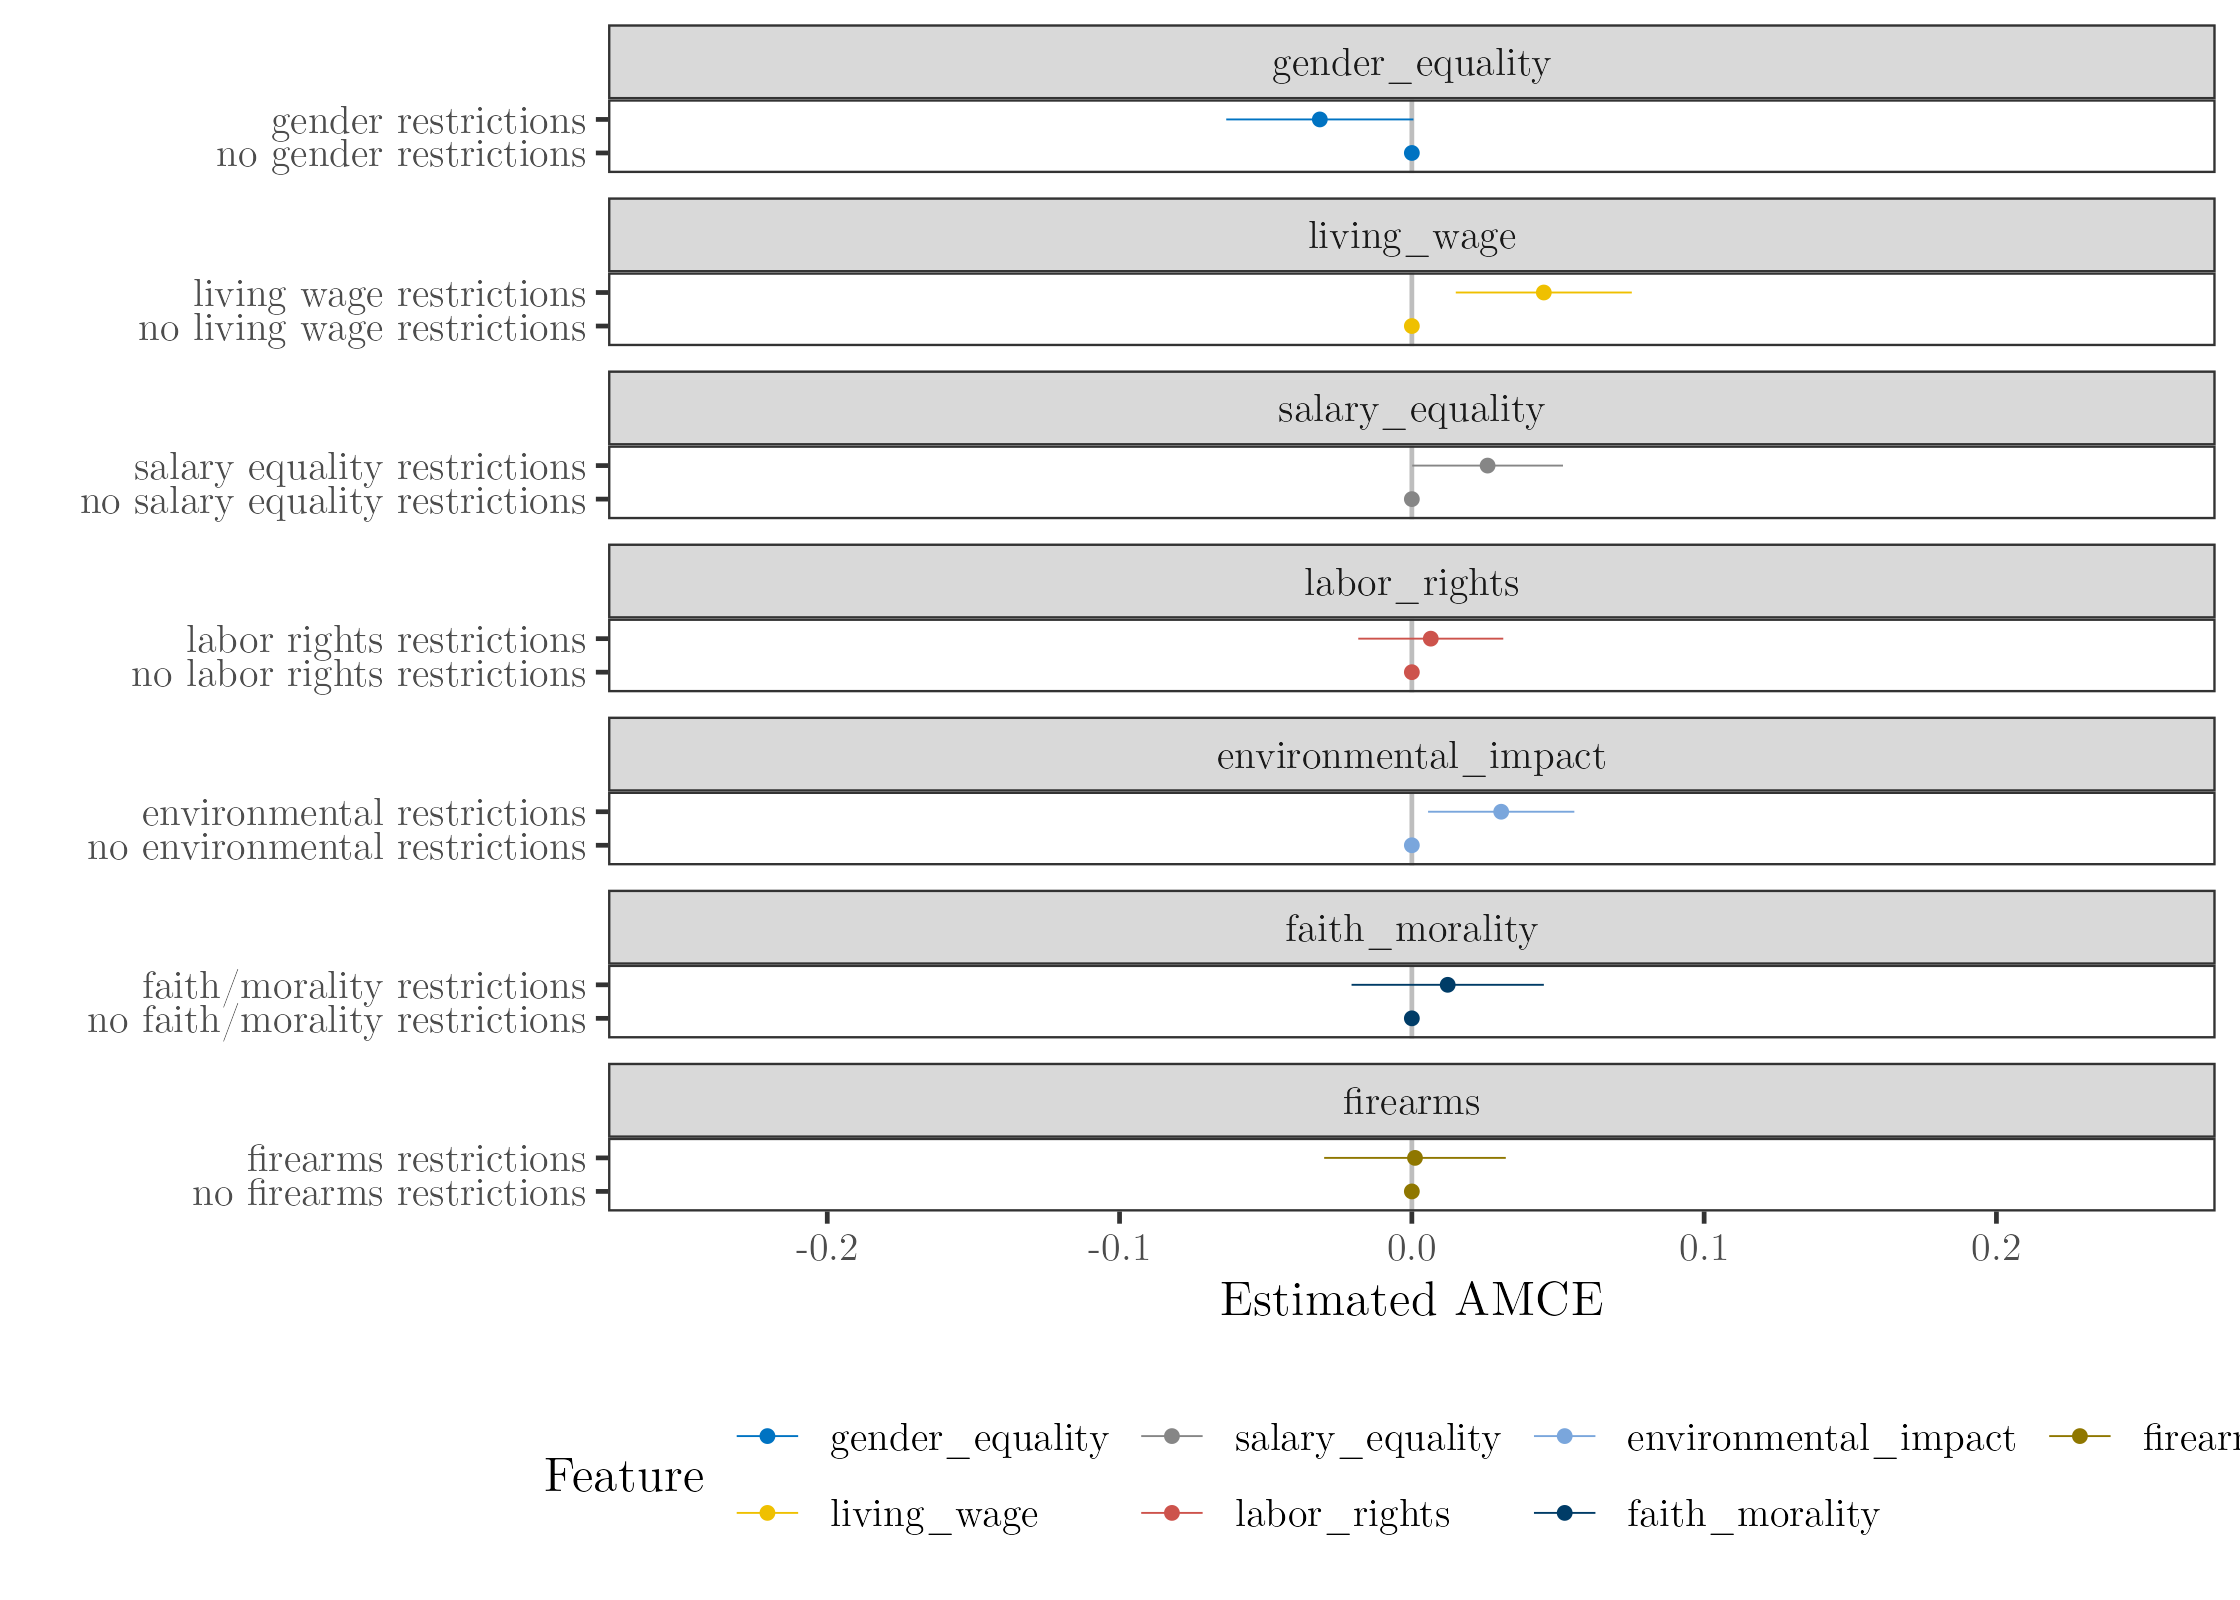 gender_equality
gender restrictions
no gender restrictions
living_wage
living wage restrictions
no living wage restrictions
salary_equality
salary equality restrictions
no salary equality restrictions
labor_rights
labor rights restrictions
no labor rights restrictions
environmental_impact
environmental restrictions
no environmental restrictions
faith_morality
faith/morality restrictions
no faith/morality restrictions
firearms
firearms restrictions
no firearms restrictions
-0.2 -0.1 0.0 0.1 0.2
Estimated AMCE
Feature
gender_equality salary_equality environmental_impact
living_wage labor_rights faith_morality